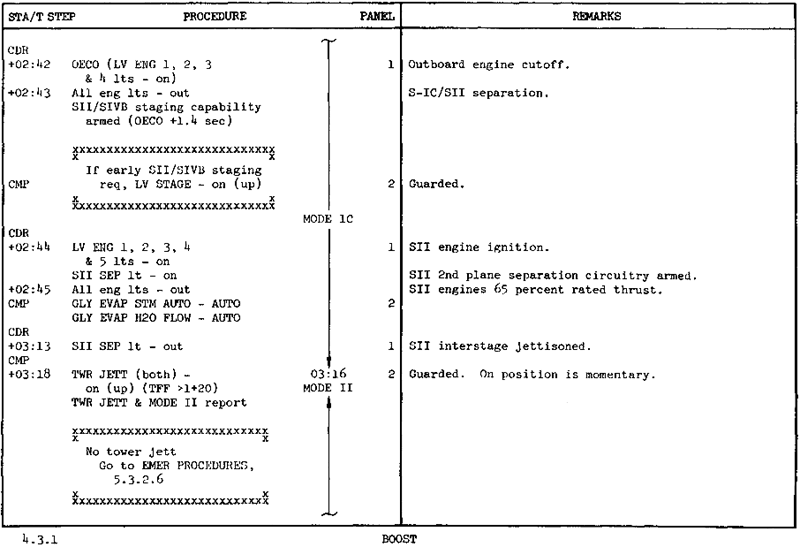 STA/T STEP PROCEDURE PANEL REMARKS
CDR
+02:42 OECO (LV ENG 1, 2, 3 1 Outboard engine cutoff.
& 4 lts - on)
+02:43 All eng lts - out S-IC/SII separation.
SII/SIVB staging capability
armed (OECO +1.4 sec)
xxxxxxxxxxxxxxxxxxxxxxxxxxxxx
x x
If early SII/SIVB staging
CMP req, LV STAGE - on (up) 2 Guarded.
x x
xxxxxxxxxxxxxxxxxxxxxxxxxxxxx
MODE 1C
CDR
+02:44 LV ENG 1, 2, 3, 4 1 SII engine ignition.
& 5 lts - on
SII SEP lt - on SII 2nd plane separation circuitry armed.
+02:45 All eng lts - out SII engines 65 percent rated thrust.
CMP GLY EVAP STM AUTO - AUTO 2
GLY EVAP H2O FLOW - AUTO
CDR
+03:13 SII SEP lt - out 1 SII interstage jettisoned.
CMP
+03:18 TWR JETT (both) - 03:16 2 Guarded. On position is momentary.
on (up) (TFF >1+20) MODE II
TWR JETT & MODE II report
xxxxxxxxxxxxxxxxxxxxxxxxxxxx
x x
No tower jett
Go to EMER PROCEDURES,
5.3.2.6
x x
xxxxxxxxxxxxxxxxxxxxxxxxxxxx
4.3.1 BOOST